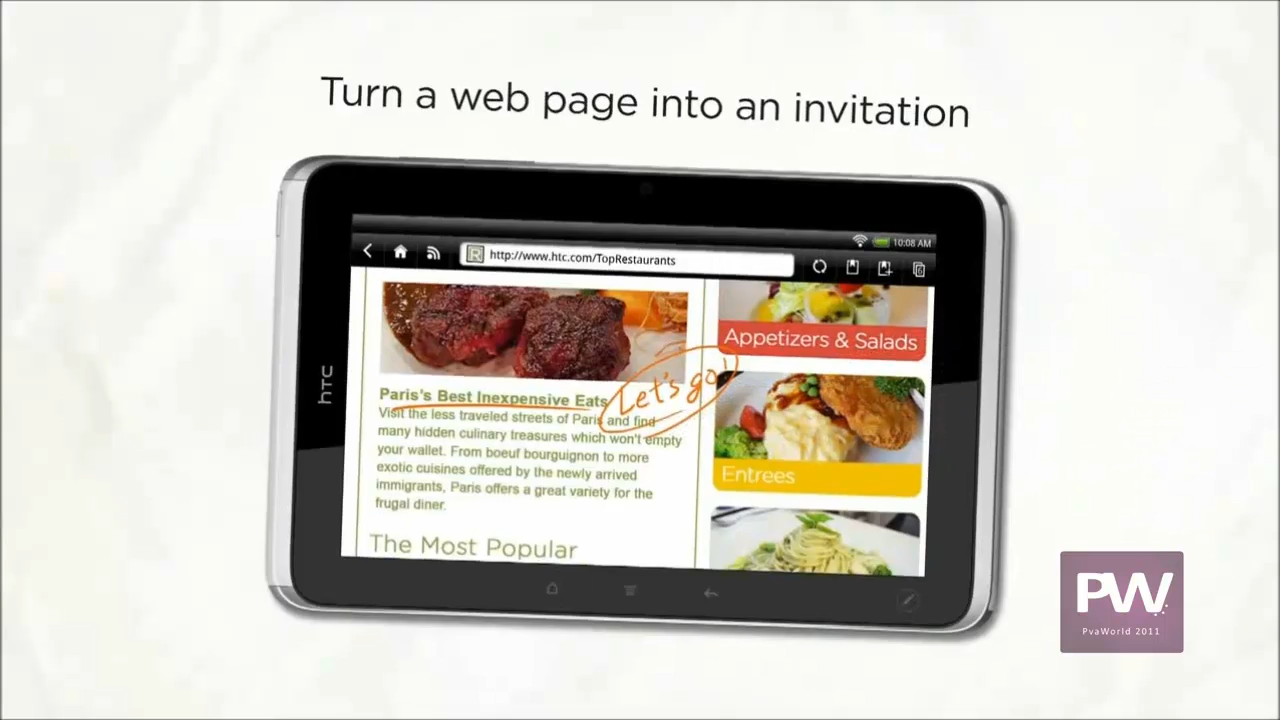 Turn a web page into an invitation
10:08 AM
http://www.htc.com/TopRestaurants
hTC
Appetizers & Salads
Let's go!
Paris's Best Inexpensive Eats
Visit the less traveled streets of Paris and find
many hidden culinary treasures which won't empty
your wallet. From boeuf bourguignon to more
exotic cuisines offered by the newly arrived
immigrants, Paris offers a great variety for the
frugal diner.
Entrees
The Most Popular
PW
PvaWorld 2011